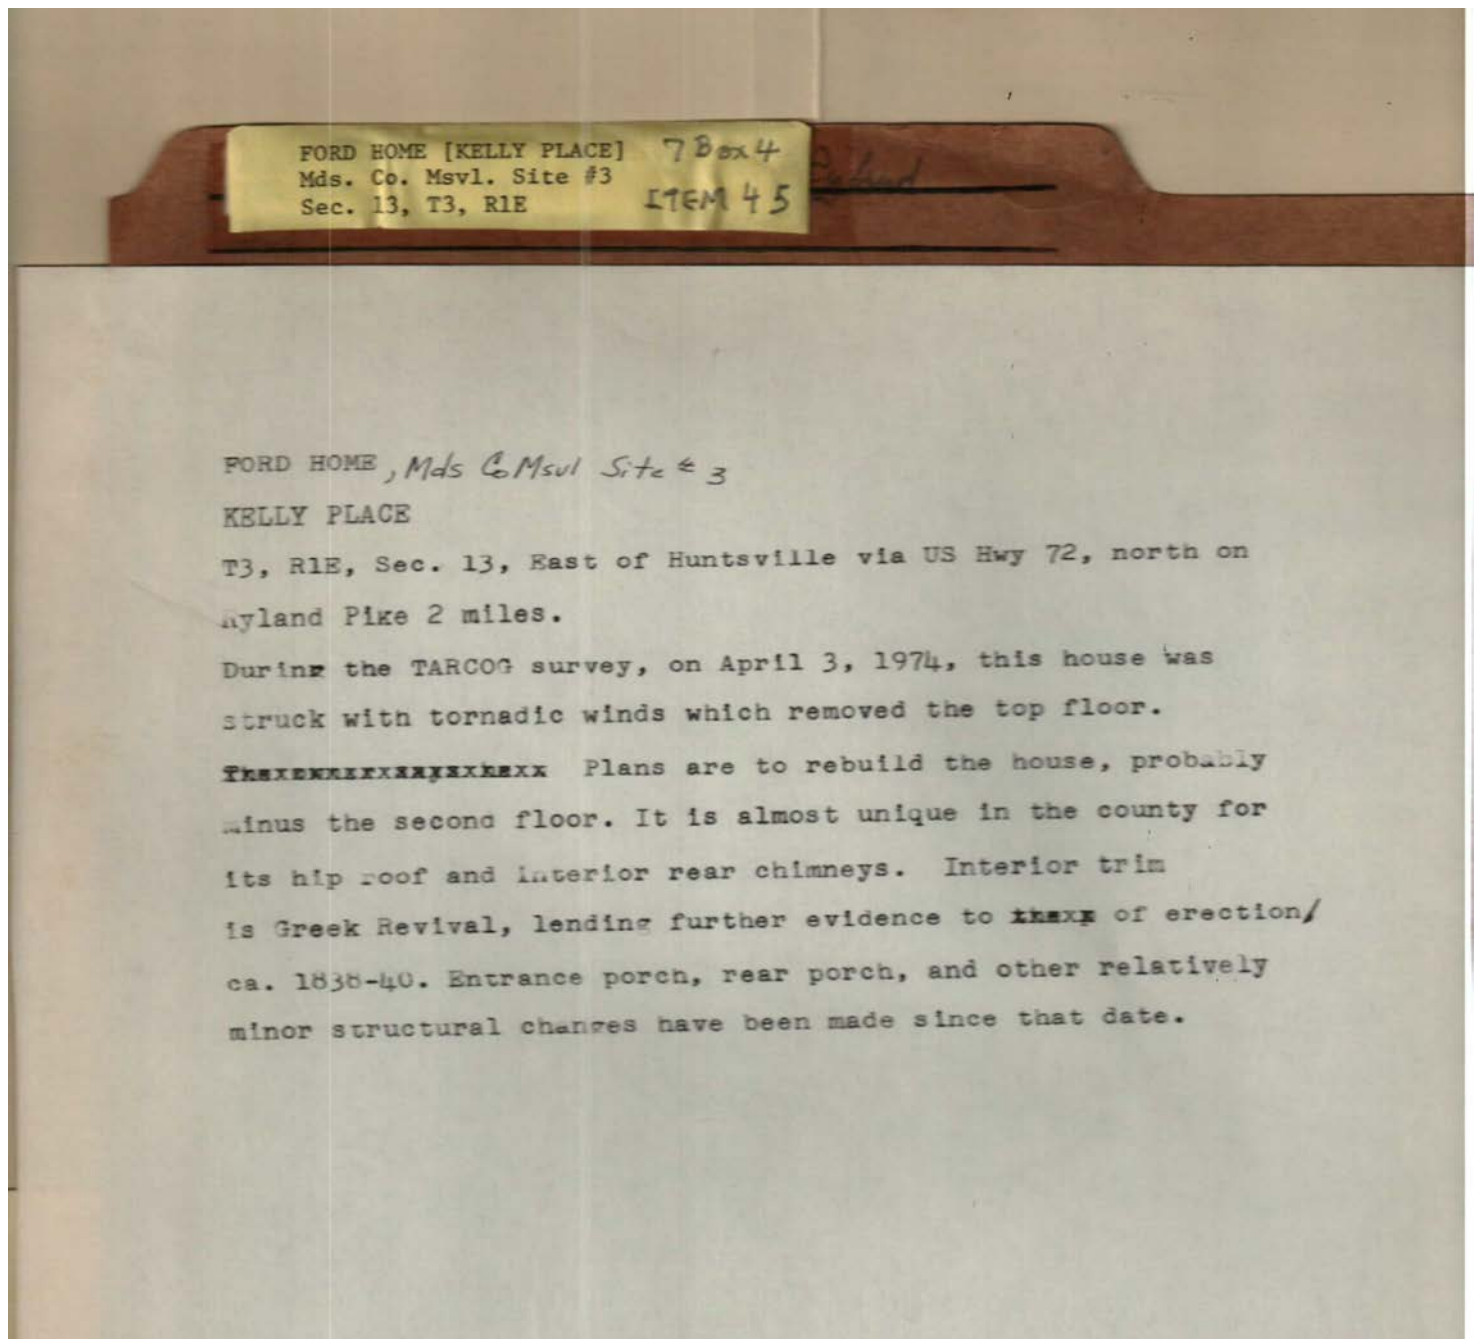 FORD HOME [KELLY PLACE] 7 Box 4
Mds. Co. Msvl. Site #3
Sec. 13, T3, R1E ITEM 45
FORD HOME, Mds Co Msvl Site # 3
KELLY PLACE
T3, R1E, Sec. 13, East of Huntsville via US Hwy 72, north on
Ryland Pike 2 miles.
During the TARCOG survey, on April 3, 1974, this house was
struck with tornadic winds which removed the top floor.
Plans are to rebuild the house, probably
minus the second floor. It is almost unique in the county for
its hip roof and interior rear chimneys. Interior trim
is Greek Revival, lending further evidence to of erection/
ca. 1838-40. Entrance porch, rear porch, and other relatively
minor structural changes have been made since that date.